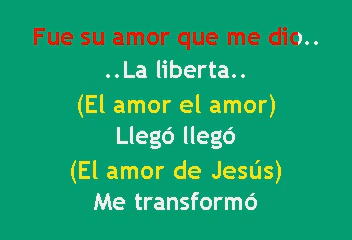 Fue su amor que me dio..
..La liberta..
(El amor el amor)
Llegó llegó
(El amor de Jesús)
Me transformó